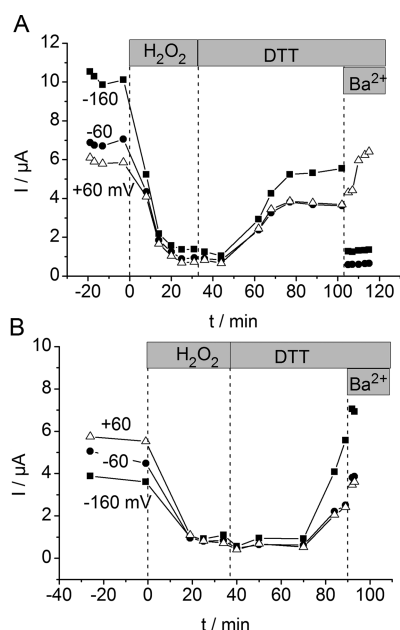 A
H₂O₂ DTT
Ba²⁺
12
10
8
6
4
2
0
-160
-60
+60 mV
I / µA
-20 0 20 40 60 80 100 120
t / min
B
H₂O₂ DTT
Ba²⁺
10
8
6
4
2
0
+60
-60
-160 mV
I / µA
-40 -20 0 20 40 60 80 100
t / min